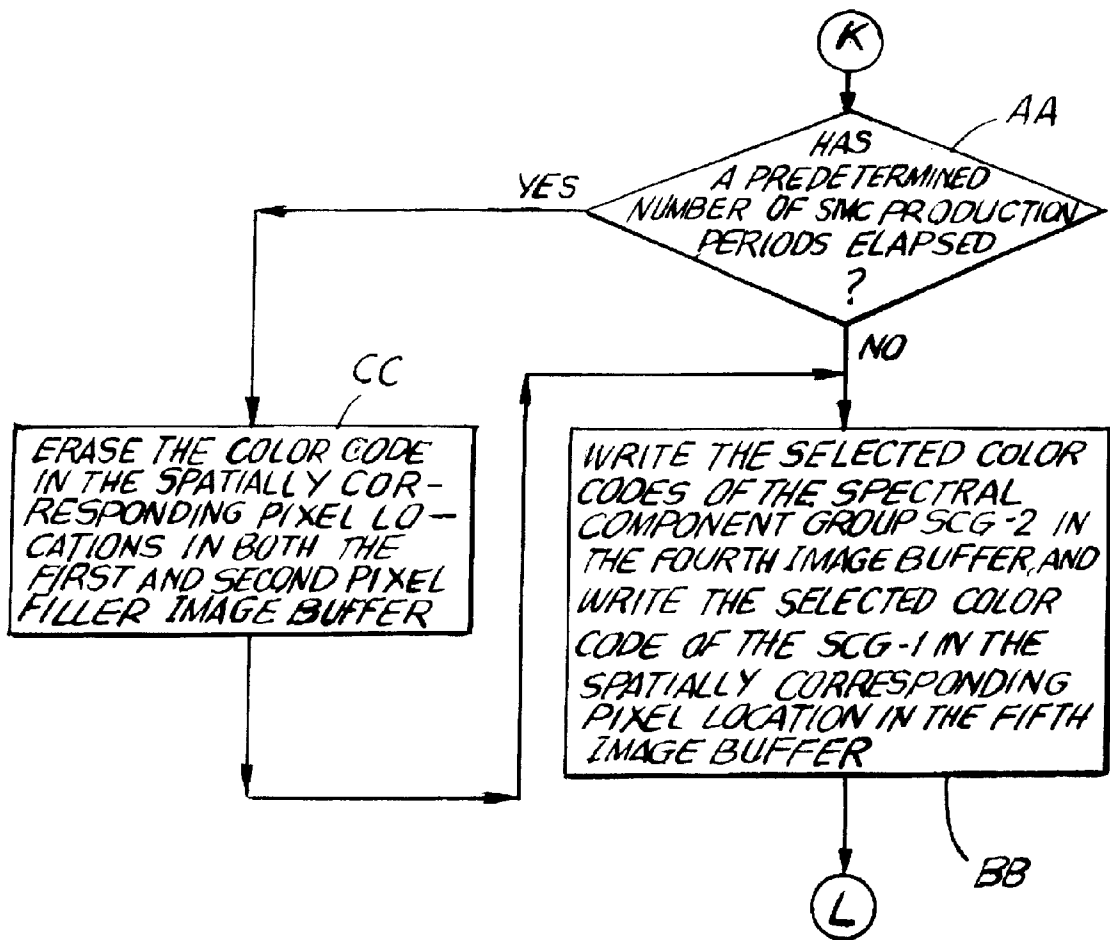 K
AA
HAS
A PREDETERMINED
NUMBER OF SMC PRODUCTION
PERIODS ELAPSED
?
YES
NO
CC
ERASE THE COLOR CODE
IN THE SPATIALLY COR-
RESPONDING PIXEL LO-
CATIONS IN BOTH THE
FIRST AND SECOND PIXEL
FILLER IMAGE BUFFER
WRITE THE SELECTED COLOR
CODES OF THE SPECTRAL
COMPONENT GROUP SCG-2 IN
THE FOURTH IMAGE BUFFER, AND
WRITE THE SELECTED COLOR
CODE OF THE SCG-1 IN THE
SPATIALLY CORRESPONDING
PIXEL LOCATION IN THE FIFTH
IMAGE BUFFER
BB
L